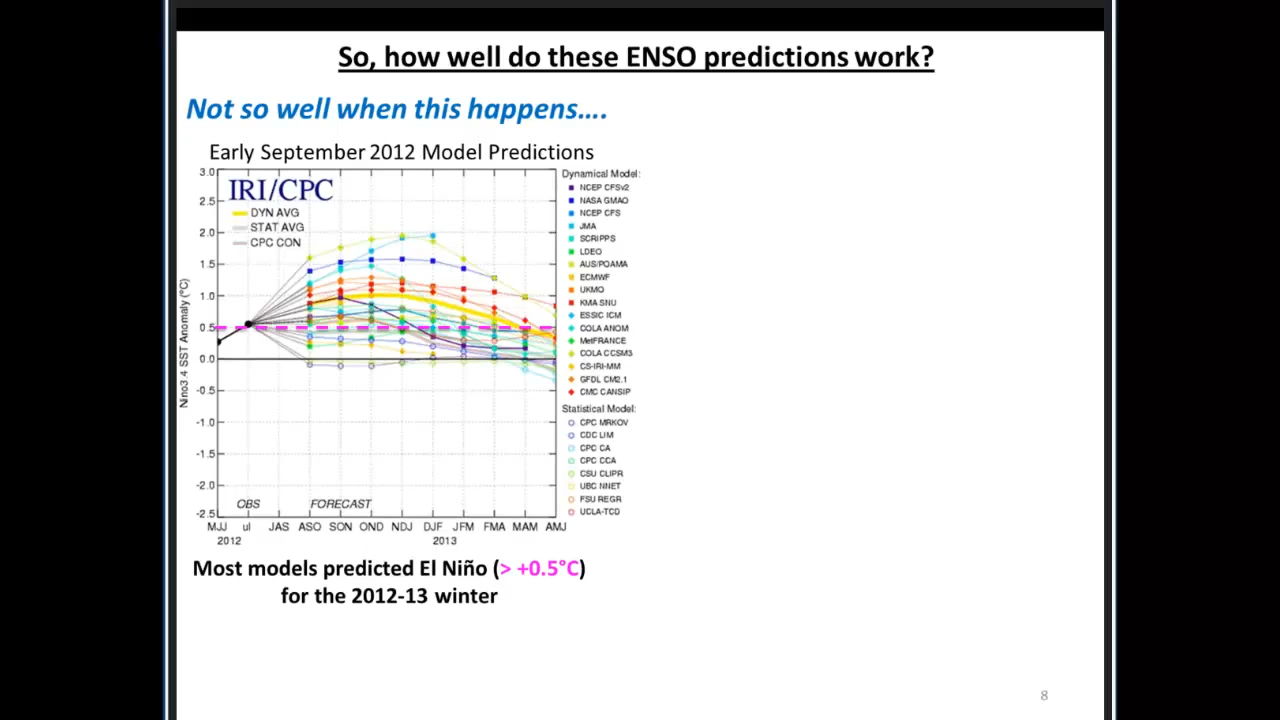 So, how well do these ENSO predictions work?
Not so well when this happens....
Early September 2012 Model Predictions
IRI/CPC
DYN AVG
STAT AVG
CPC CON
3.0
2.5
2.0
1.5
1.0
0.5
0.0
-0.5
-1.0
-1.5
-2.0
-2.5
Nino3.4 SST Anomaly (°C)
OBS FORECAST
MJJ ul JAS ASO SON OND NDJ DJF JFM FMA MAM AMJ
2012 2013
Dynamical Model:
NCEP CFSv2
NASA GMAO
NCEP CFS
JMA
SCRIPPS
LDEO
AUS/POAMA
ECMWF
UKMO
KMA SNU
ESSIC ICM
COLA ANOM
MetFRANCE
COLA CCSM3
CS-IRI-MM
GFDL CM2.1
CMC CANSIP
Statistical Model:
CPC MRKOV
CDC LIM
CPC CA
CPC CCA
CSU CLIPR
UBC NNET
FSU REGR
UCLA-TCD
Most models predicted El Niño (> +0.5°C)
for the 2012-13 winter
8